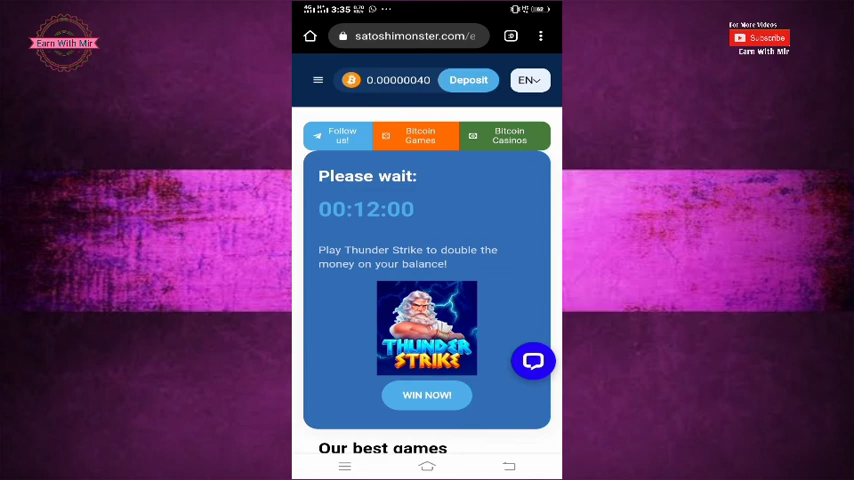 Earn With Mir
For More Videos
Subscribe
Earn With Mir
3:35
satoshimonster.com/e
0.00000040
Deposit
EN
Follow us!
Bitcoin Games
Bitcoin Casinos
Please wait:
00:12:00
Play Thunder Strike to double the
money on your balance!
THUNDER
STRIKE
WIN NOW!
Our best games